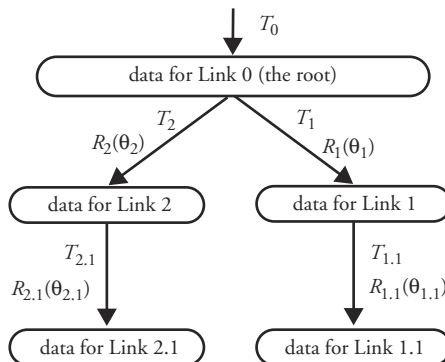 T₀
data for Link 0 (the root)
T₂ T₁
R₂(θ₂) R₁(θ₁)
data for Link 2 data for Link 1
T₂.₁ T₁.₁
R₂.₁(θ₂.₁) R₁.₁(θ₁.₁)
data for Link 2.1 data for Link 1.1